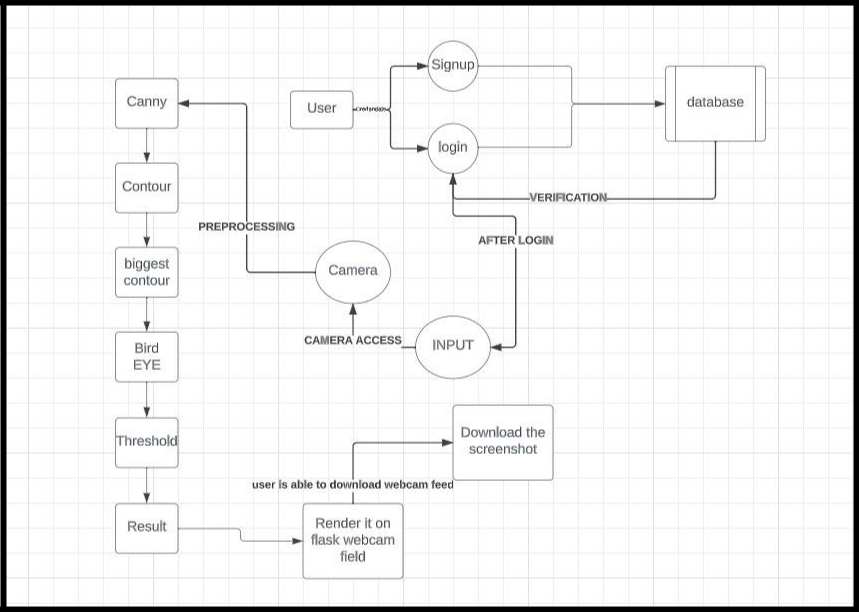 Signup
Canny
User
database
login
Contour
VERIFICATION
PREPROCESSING
AFTER LOGIN
biggest
contour
Camera
CAMERA ACCESS
INPUT
Bird
EYE
Threshold
Download the
screenshot
user is able to download webcam feed
Result
Render it on
flask webcam
field